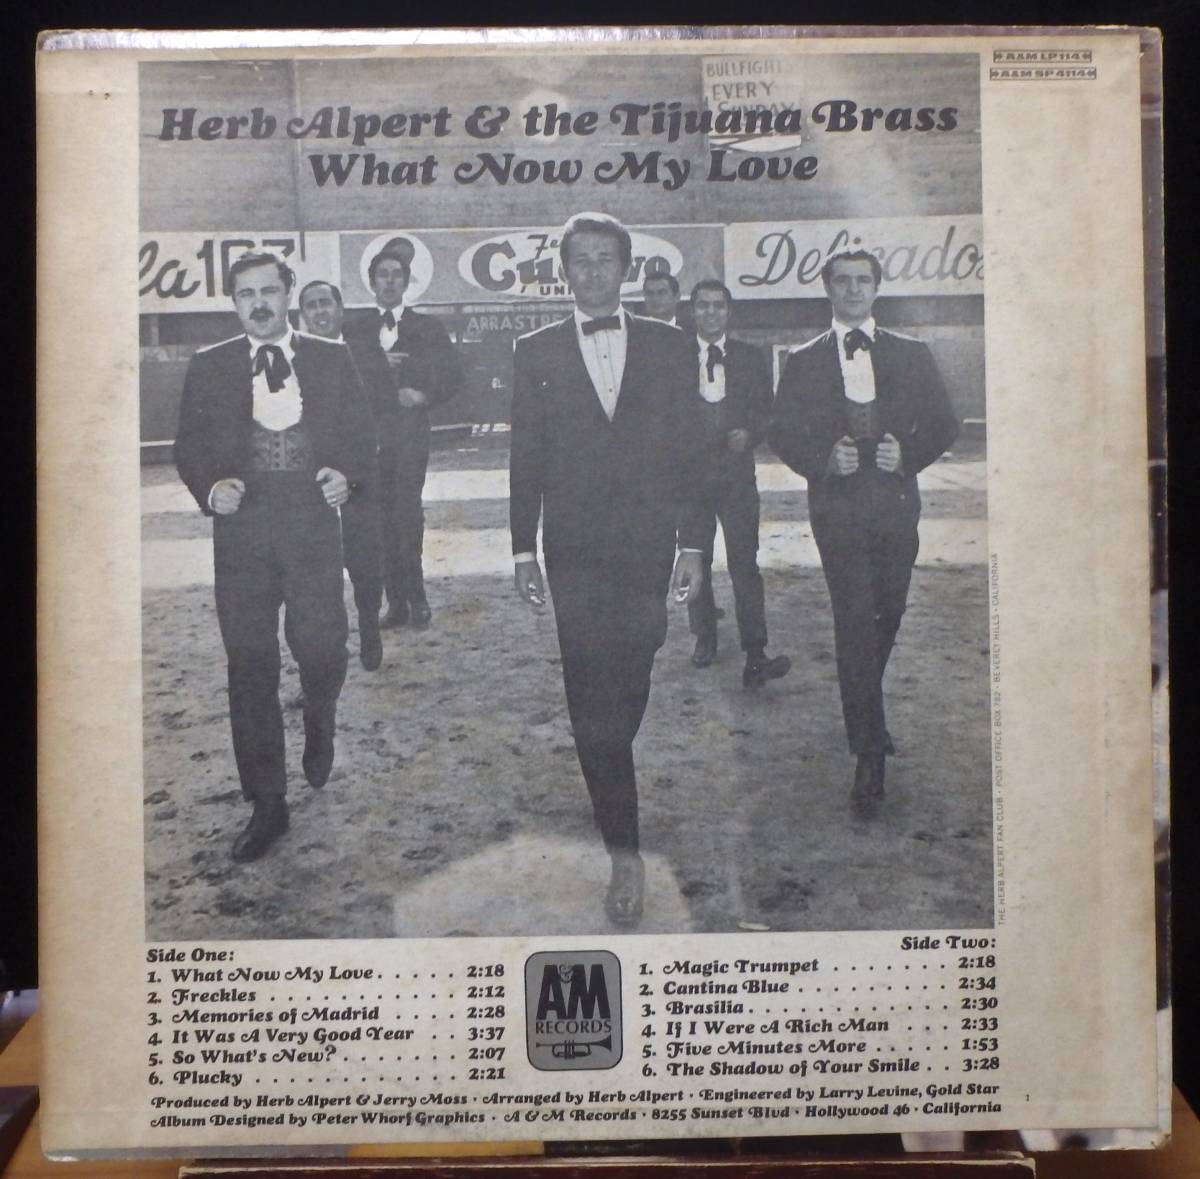 A&M LP 114
A&M SP 4114
BULLFIGHT
EVERY
SUNDAY
Herb Alpert & the Tijuana Brass
What Now My Love
la
Delicados
UN
ARRASTRE
THE HERB ALPERT FAN CLUB • POST OFFICE BOX 782 • BEVERLY HILLS • CALIFORNIA
Side One:
1. What Now My Love. . . . . 2:18
2. Freckles . . . . . . . . . . . 2:12
3. Memories of Madrid . . . . 2:28
4. It Was A Very Good Year . . 3:37
5. So What's New? . . . . . . . 2:07
6. Plucky . . . . . . . . . . . . 2:21
A&M
RECORDS
Side Two:
1. Magic Trumpet . . . . . . . 2:18
2. Cantina Blue . . . . . . . . . 2:34
3. Brasilia. . . . . . . . . . . . 2:30
4. If I Were A Rich Man . . . 2:33
5. Five Minutes More . . . . . 1:53
6. The Shadow of Your Smile . . 3:28
Produced by Herb Alpert & Jerry Moss • Arranged by Herb Alpert • Engineered by Larry Levine, Gold Star
Album Designed by Peter Whorf Graphics • A & M Records • 8255 Sunset Blvd • Hollywood 46 • California
1